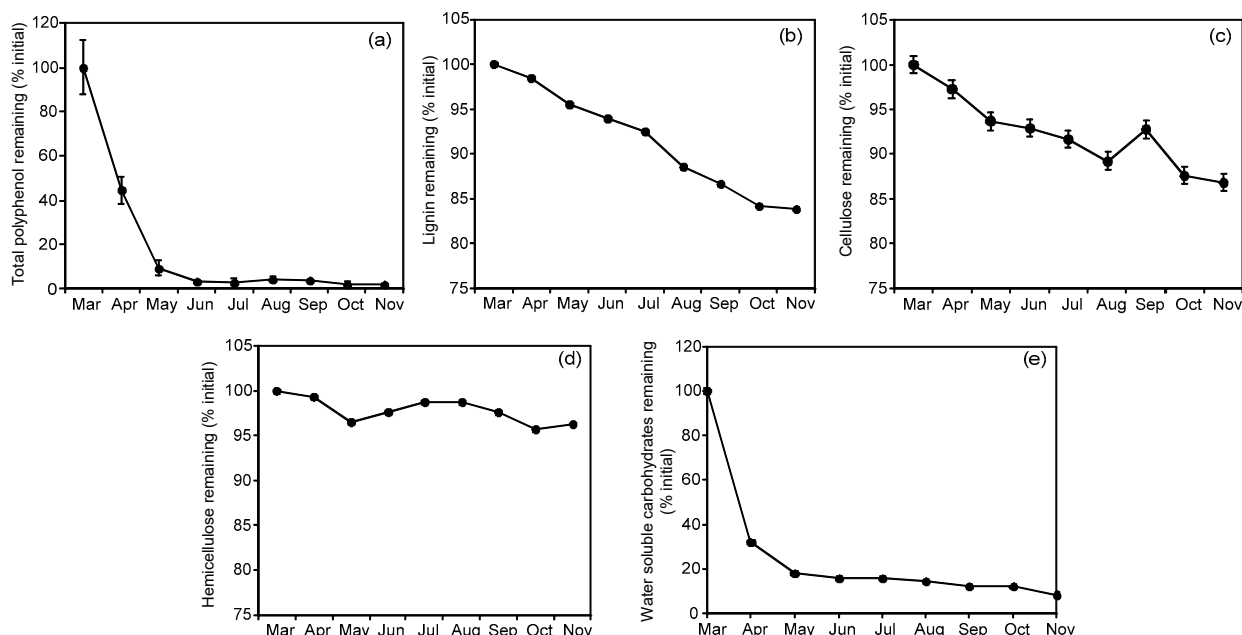 (a)
Total polyphenol remaining (% initial)
120
100
80
60
40
20
0
Mar Apr May Jun Jul Aug Sep Oct Nov
(b)
Lignin remaining (% initial)
105
100
95
90
85
80
75
Mar Apr May Jun Jul Aug Sep Oct Nov
(c)
Cellulose remaining (% initial)
105
100
95
90
85
80
75
Mar Apr May Jun Jul Aug Sep Oct Nov
(d)
Hemicellulose remaining (% initial)
105
100
95
90
85
80
75
Mar Apr May Jun Jul Aug Sep Oct Nov
(e)
Water soluble carbohydrates remaining
(% initial)
120
100
80
60
40
20
0
Mar Apr May Jun Jul Aug Sep Oct Nov